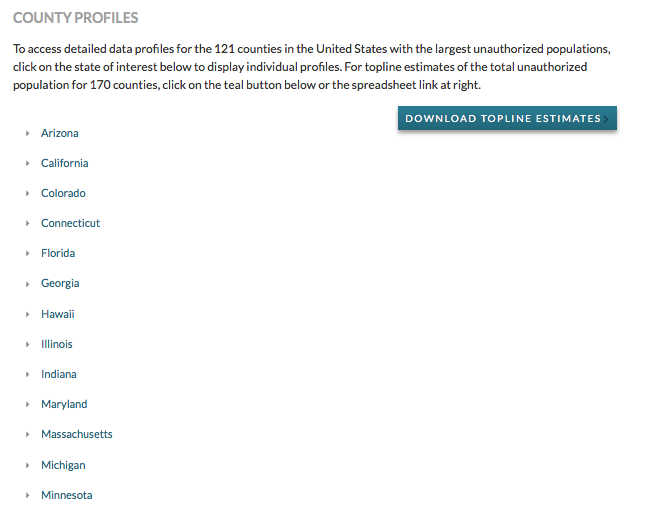 COUNTY PROFILES
To access detailed data profiles for the 121 counties in the United States with the largest unauthorized populations,
click on the state of interest below to display individual profiles. For topline estimates of the total unauthorized
population for 170 counties, click on the teal button below or the spreadsheet link at right.
DOWNLOAD TOPLINE ESTIMATES
Arizona
California
Colorado
Connecticut
Florida
Georgia
Hawaii
Illinois
Indiana
Maryland
Massachusetts
Michigan
Minnesota